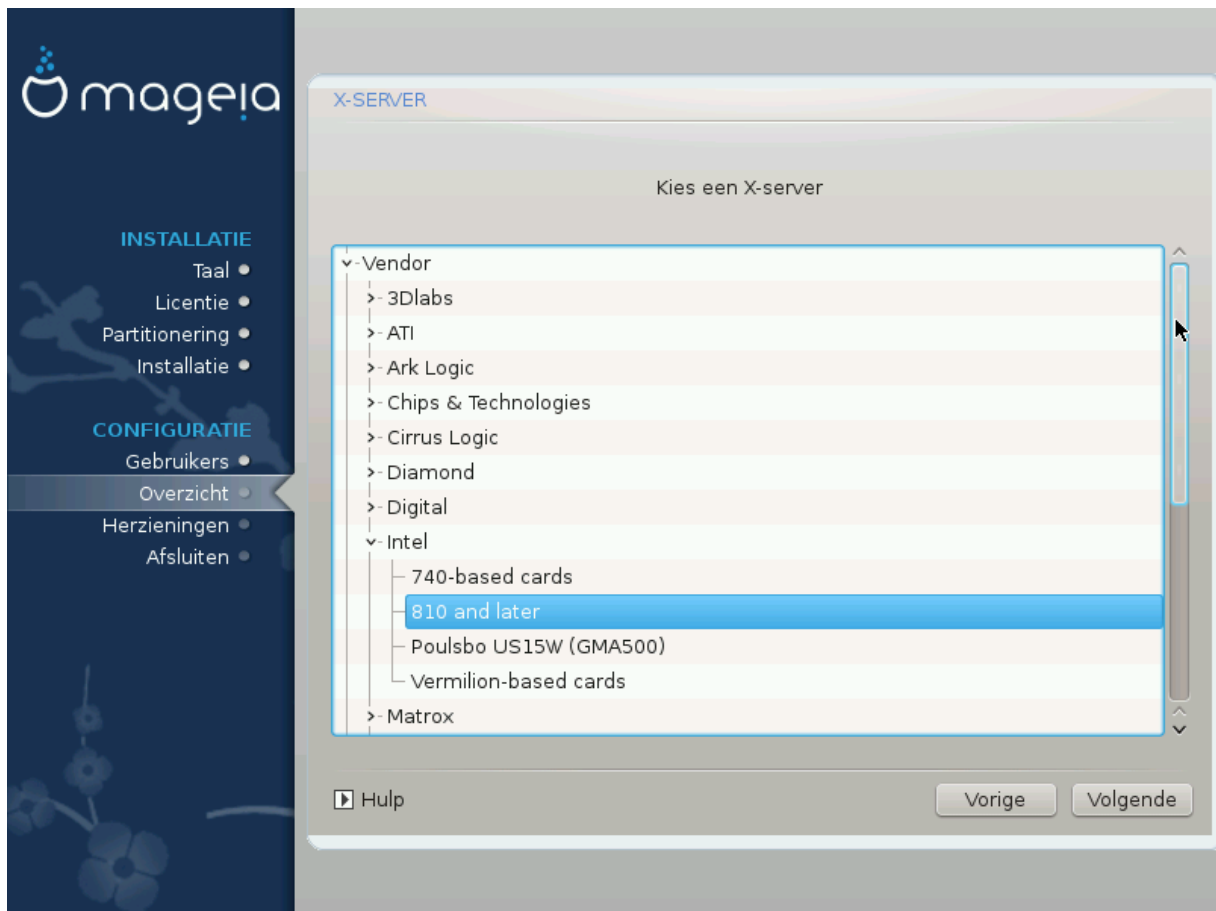 mageia
INSTALLATIE
Taal
Licentie
Partitionering
Installatie
CONFIGURATIE
Gebruikers
Overzicht
Herzieningen
Afsluiten
X-SERVER
Kies een X-server
Vendor
3Dlabs
ATI
Ark Logic
Chips & Technologies
Cirrus Logic
Diamond
Digital
Intel
740-based cards
810 and later
Poulsbo US15W (GMA500)
Vermilion-based cards
Matrox
Hulp
Vorige
Volgende